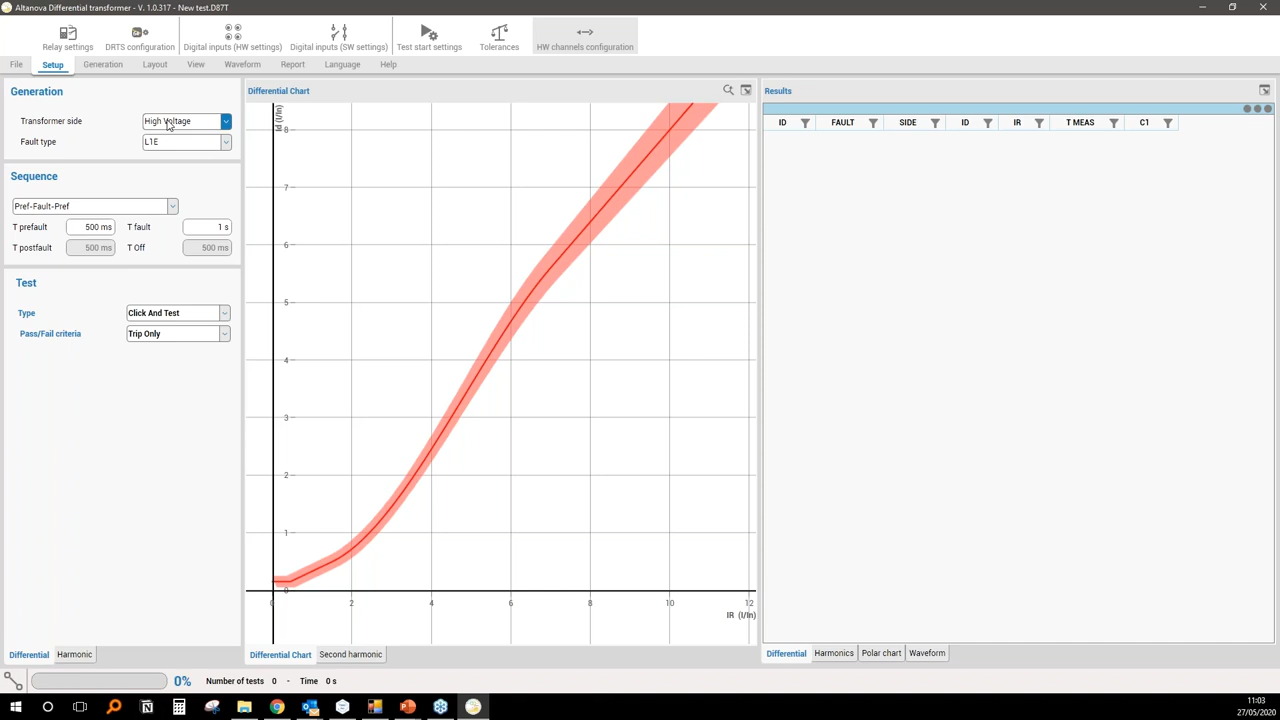 Altanova Differential transformer - V. 1.0.317 - New test.D87T
Relay settings
DRTS configuration
Digital inputs (HW settings)
Digital inputs (SW settings)
Test start settings
Tolerances
HW channels configuration
File
Setup
Generation
Layout
View
Waveform
Report
Language
Help
Generation
Transformer side
High Voltage
Fault type
L1E
Sequence
Pref-Fault-Pref
T prefault
500 ms
T fault
1 s
T postfault
500 ms
T Off
500 ms
Test
Type
Click And Test
Pass/Fail criteria
Trip Only
Differential
Harmonic
Differential Chart
Id (I/In)
8
7
6
5
4
3
2
1
0
0
2
4
6
8
10
12
IR (I/In)
Differential Chart
Second harmonic
Results
ID
FAULT
SIDE
ID
IR
T MEAS
C1
Differential
Harmonics
Polar chart
Waveform
0%
Number of tests 0 - Time 0 s
11:03
27/05/2020